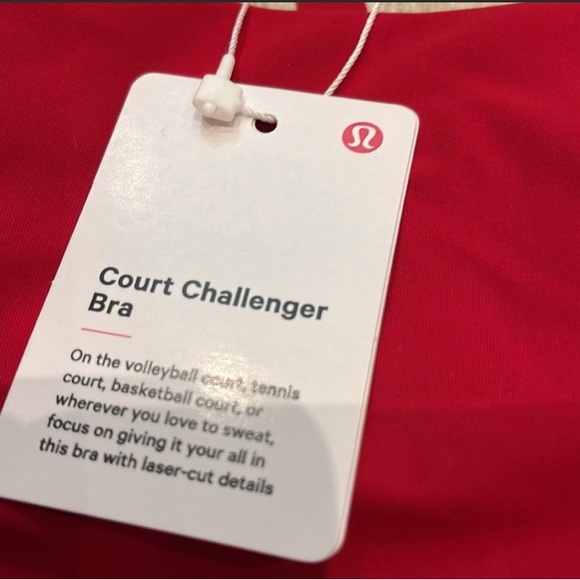 Court Challenger
Bra
On the volleyball court, tennis
court, basketball court, or
wherever you love to sweat,
focus on giving it your all in
this bra with laser-cut details